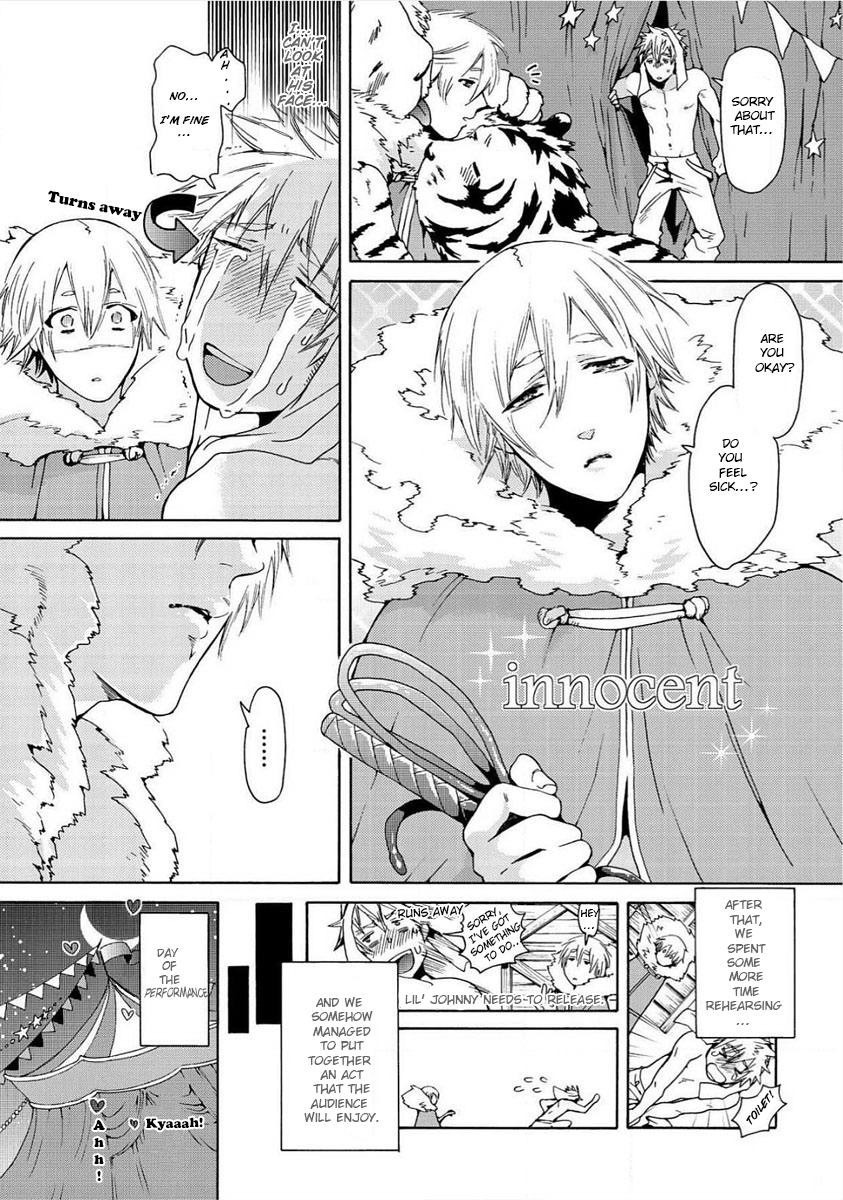 SORRY
ABOUT
THAT...
ARE
YOU
OKAY?
DO
YOU
FEEL
SICK...?
innocent
I...
CAN'T
LOOK
AT
HIS
FACE...
AH...
NO...
I'M FINE
...
Turns away
......
AFTER
THAT,
WE
SPENT
SOME
MORE
TIME
REHEARSING
...
TOILET!
HEY
...
SORRY,
I'VE GOT
SOMETHING
TO DO..
RUNS AWAY
LIL' JOHNNY NEEDS TO RELEASE.
AND WE
SOMEHOW
MANAGED
TO PUT
TOGETHER
AN ACT
THAT THE
AUDIENCE
WILL ENJOY.
DAY
OF THE
PERFORMANCE
Kyaaah!
Ahh!